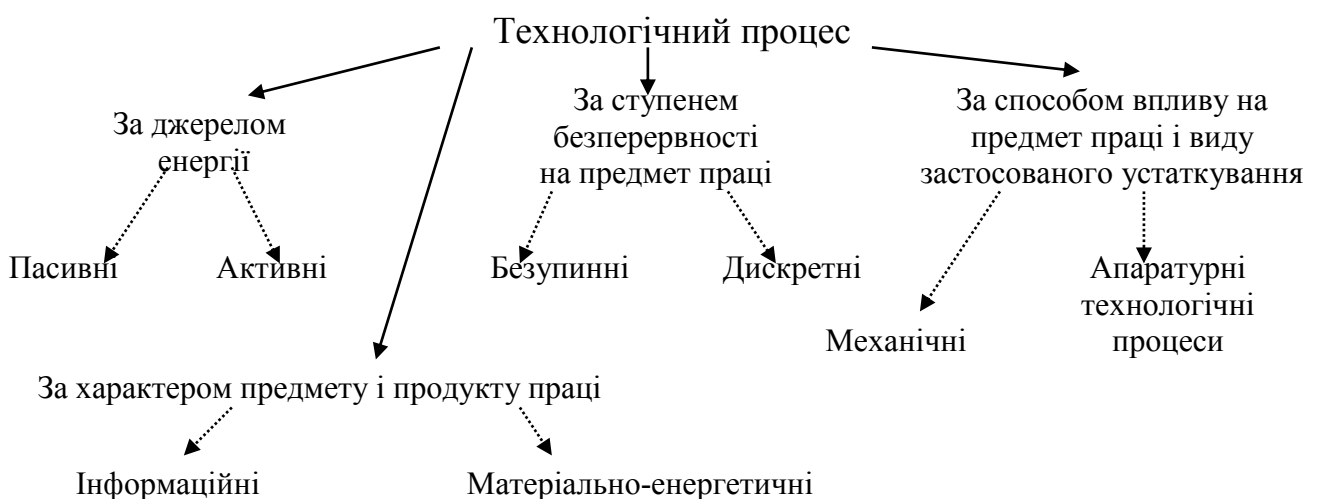 Технологічний процес
За джерелом
енергії
За ступенем
безперервності
на предмет праці
За способом впливу на
предмет праці і виду
застосованого устаткування
Пасивні
Активні
Безупинні
Дискретні
Механічні
Апаратурні
технологічні
процеси
За характером предмету і продукту праці
Інформаційні
Матеріально-енергетичні